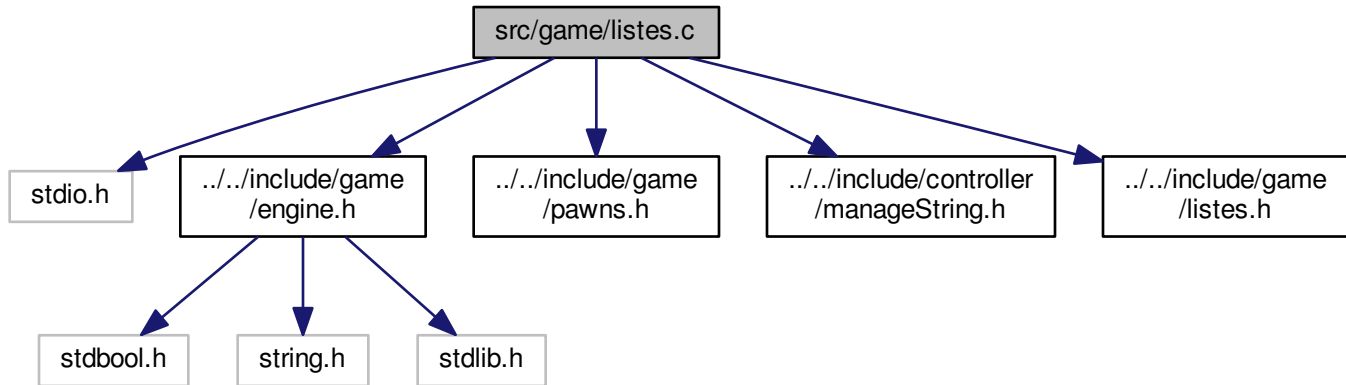 src/game/listes.c
stdio.h
../../include/game
/engine.h
../../include/game
/pawns.h
../../include/controller
/manageString.h
../../include/game
/listes.h
stdbool.h
string.h
stdlib.h